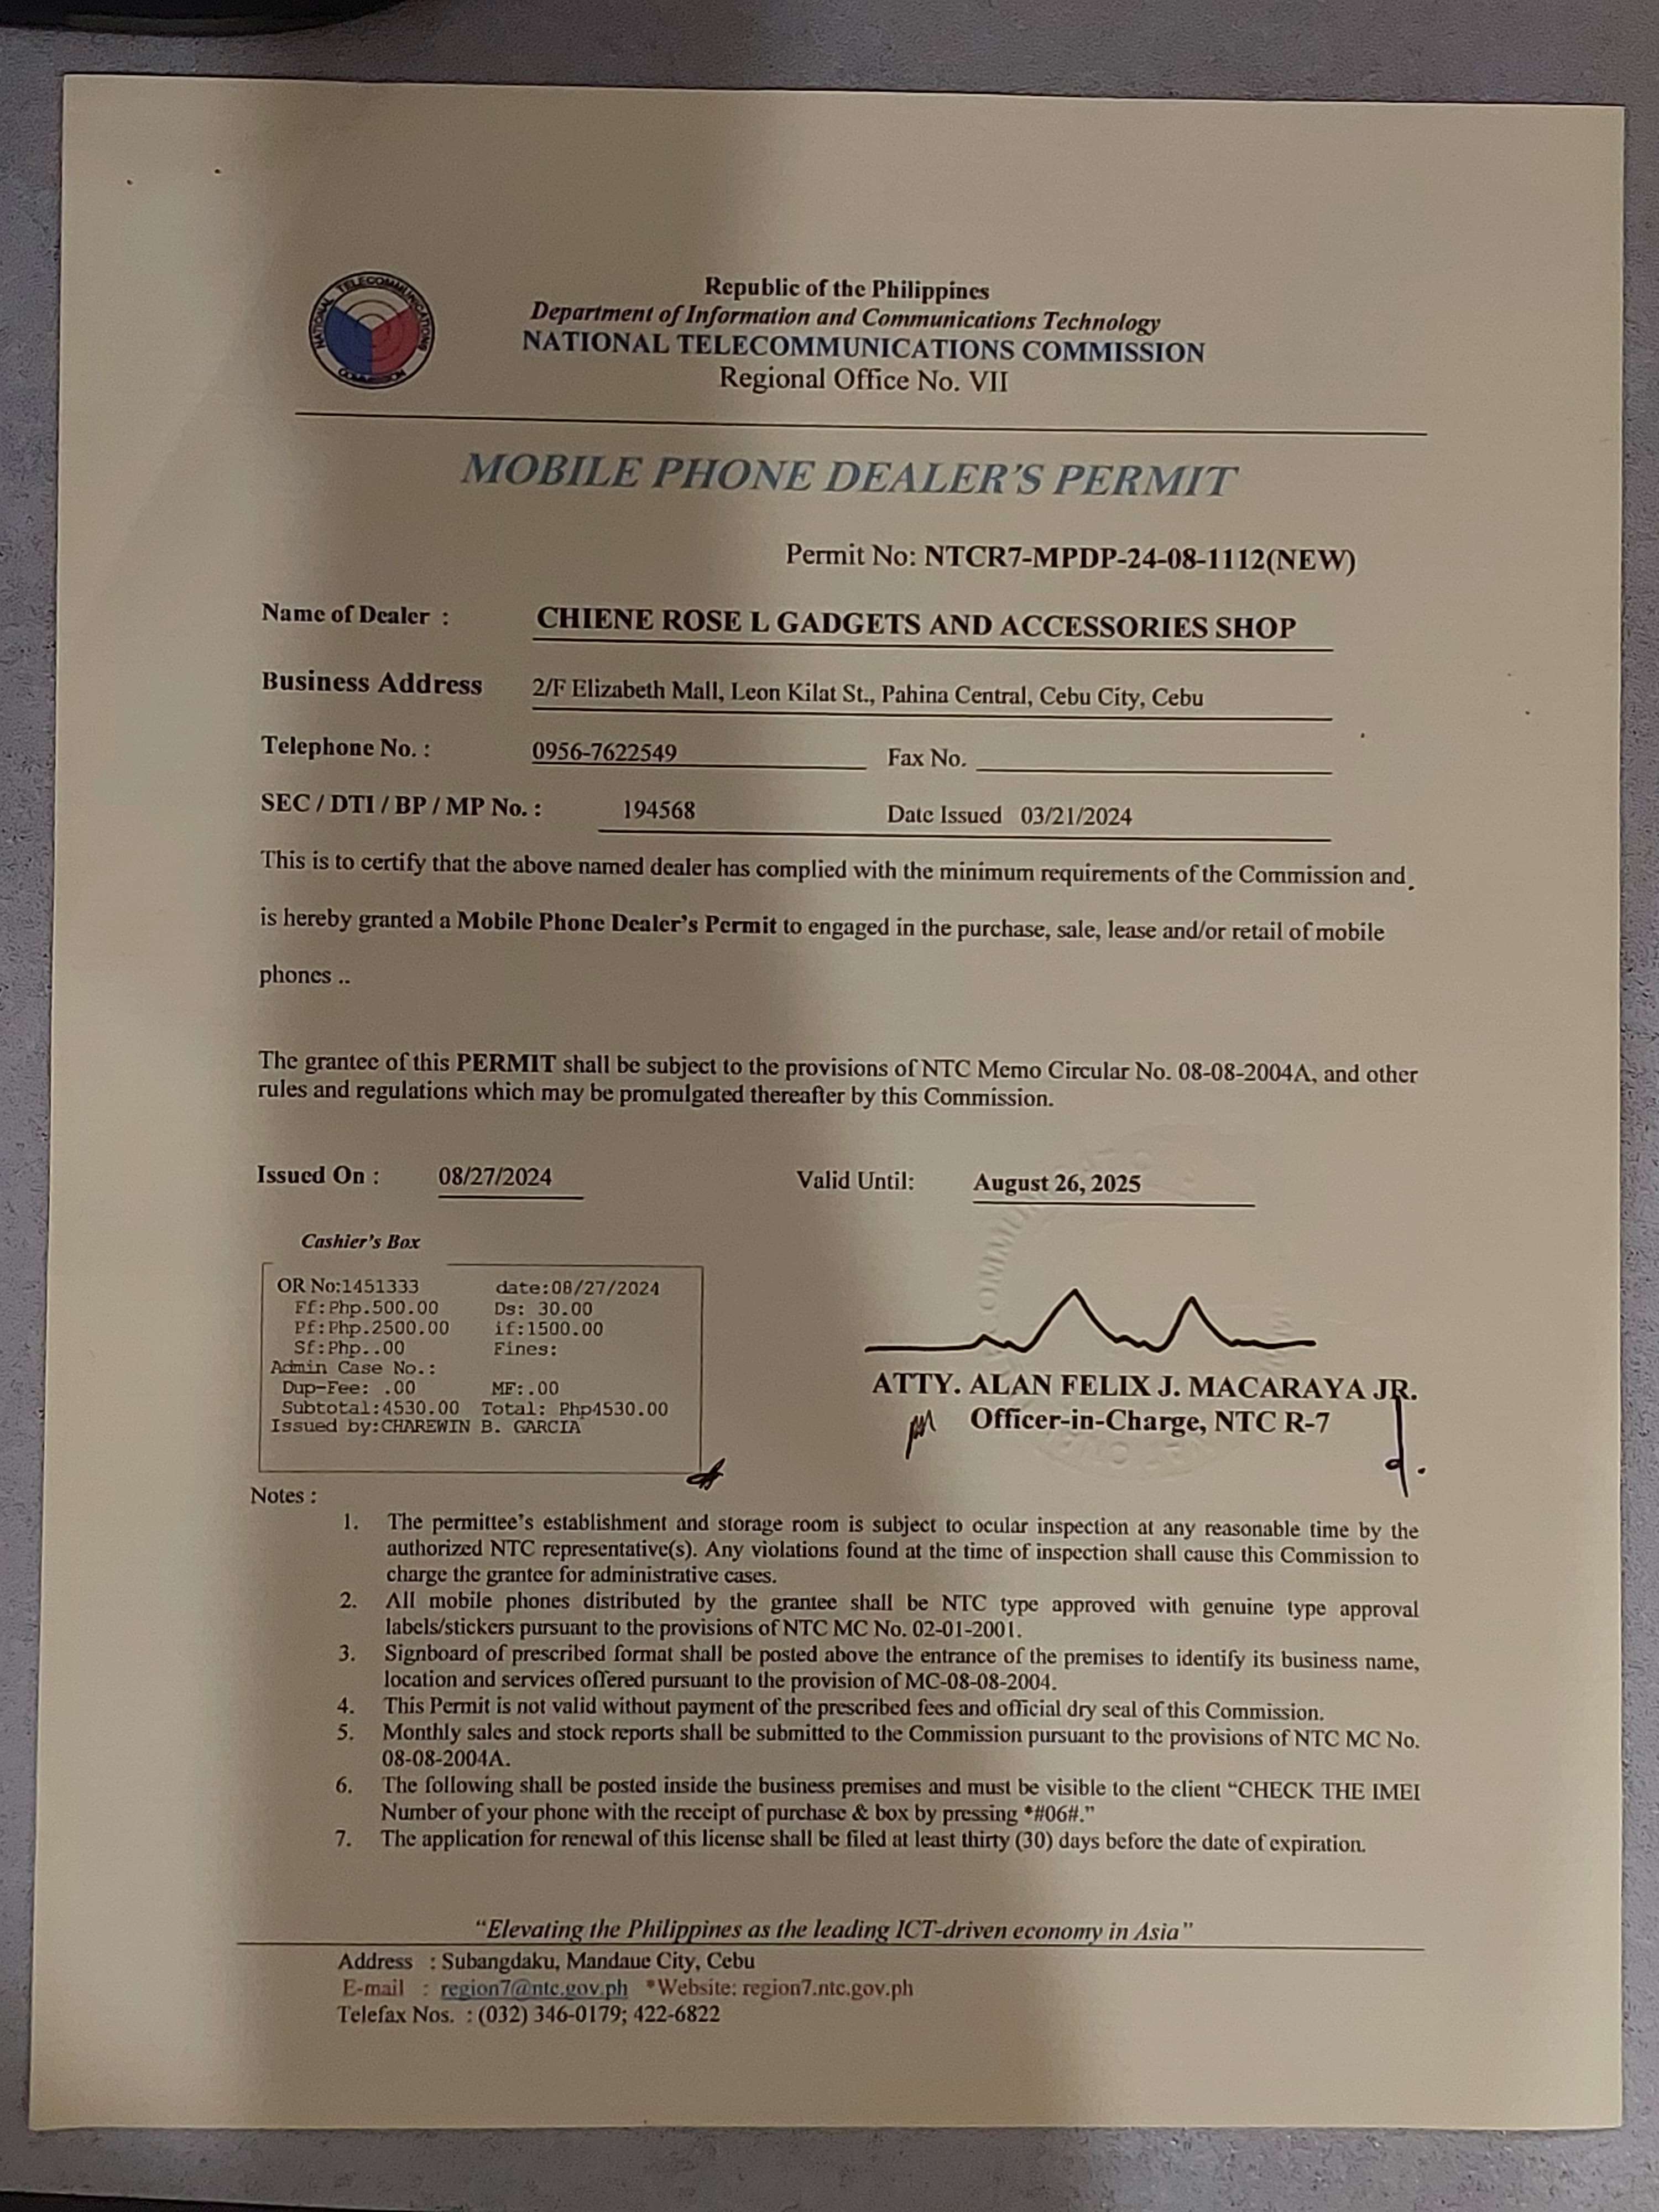 NATIONAL TELECOMMUNICATIONS COMMISSION
Republic of the Philippines
Department of Information and Communications Technology
NATIONAL TELECOMMUNICATIONS COMMISSION
Regional Office No. VII
MOBILE PHONE DEALER'S PERMIT
Permit No: NTCR7-MPDP-24-08-1112(NEW)
Name of Dealer : CHIENE ROSE L GADGETS AND ACCESSORIES SHOP
Business Address 2/F Elizabeth Mall, Leon Kilat St., Pahina Central, Cebu City, Cebu
Telephone No. : 0956-7622549 Fax No.
SEC / DTI / BP / MP No. : 194568 Date Issued 03/21/2024
This is to certify that the above named dealer has complied with the minimum requirements of the Commission and
is hereby granted a Mobile Phone Dealer's Permit to engaged in the purchase, sale, lease and/or retail of mobile
phones ..
The grantee of this PERMIT shall be subject to the provisions of NTC Memo Circular No. 08-08-2004A, and other
rules and regulations which may be promulgated thereafter by this Commission.
Issued On : 08/27/2024 Valid Until: August 26, 2025
Cashier's Box
OR No:1451333 date:08/27/2024
Ff:Php.500.00 Ds: 30.00
Pf:Php.2500.00 if:1500.00
Sf:Php..00 Fines:
Admin Case No.:
Dup-Fee: .00 MF:.00
Subtotal:4530.00 Total: Php4530.00
Issued by:CHAREWIN B. GARCIA
ATTY. ALAN FELIX J. MACARAYA JR.
Officer-in-Charge, NTC R-7
Notes :
1. The permittee's establishment and storage room is subject to ocular inspection at any reasonable time by the
authorized NTC representative(s). Any violations found at the time of inspection shall cause this Commission to
charge the grantee for administrative cases.
2. All mobile phones distributed by the grantee shall be NTC type approved with genuine type approval
labels/stickers pursuant to the provisions of NTC MC No. 02-01-2001.
3. Signboard of prescribed format shall be posted above the entrance of the premises to identify its business name,
location and services offered pursuant to the provision of MC-08-08-2004.
4. This Permit is not valid without payment of the prescribed fees and official dry seal of this Commission.
5. Monthly sales and stock reports shall be submitted to the Commission pursuant to the provisions of NTC MC No.
08-08-2004A.
6. The following shall be posted inside the business premises and must be visible to the client “CHECK THE IMEI
Number of your phone with the receipt of purchase & box by pressing *#06#.”
7. The application for renewal of this license shall be filed at least thirty (30) days before the date of expiration.
“Elevating the Philippines as the leading ICT-driven economy in Asia”
Address : Subangdaku, Mandaue City, Cebu
E-mail : region7@ntc.gov.ph *Website: region7.ntc.gov.ph
Telefax Nos. : (032) 346-0179; 422-6822